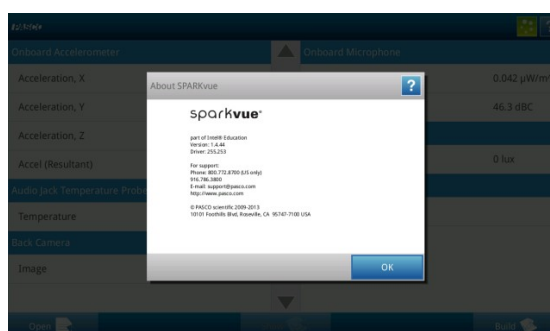 Onboard Accelerometer
Onboard Microphone
Acceleration, X
0.042 µW/m
Acceleration, Y
46.3 dBC
Acceleration, Z
Accel (Resultant)
0 lux
Audio Jack Temperature Probe
Temperature
Back Camera
Image
Open
Build
About SPARKvue
?
sparkvue
part of Intel® Education
Version: 1.4.44
Driver: 255,253
For support:
Phone: 800.772.8700 (US only)
916.786.3800
E-mail: support@pasco.com
http://www.pasco.com
© PASCO scientific 2009-2013
10101 Foothills Blvd, Roseville, CA 95747-7100 USA
OK